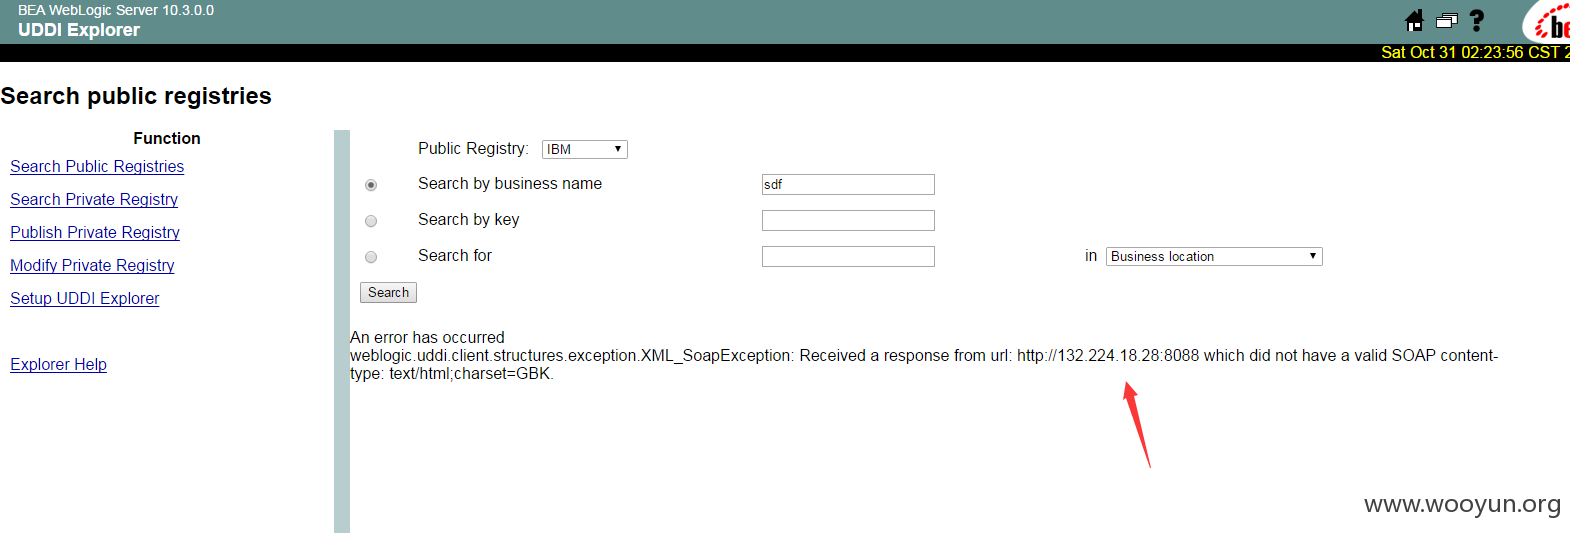 BEA WebLogic Server 10.3.0.0
UDDI Explorer
?
Sat Oct 31 02:23:56 CST 2
Search public registries
Function
Search Public Registries
Search Private Registry
Publish Private Registry
Modify Private Registry
Setup UDDI Explorer
Explorer Help
Public Registry: IBM
Search by business name sdf
Search by key
Search for in Business location
Search
An error has occurred
weblogic.uddi.client.structures.exception.XML_SoapException: Received a response from url: http://132.224.18.28:8088 which did not have a valid SOAP content-
type: text/html;charset=GBK.
www.wooyun.org